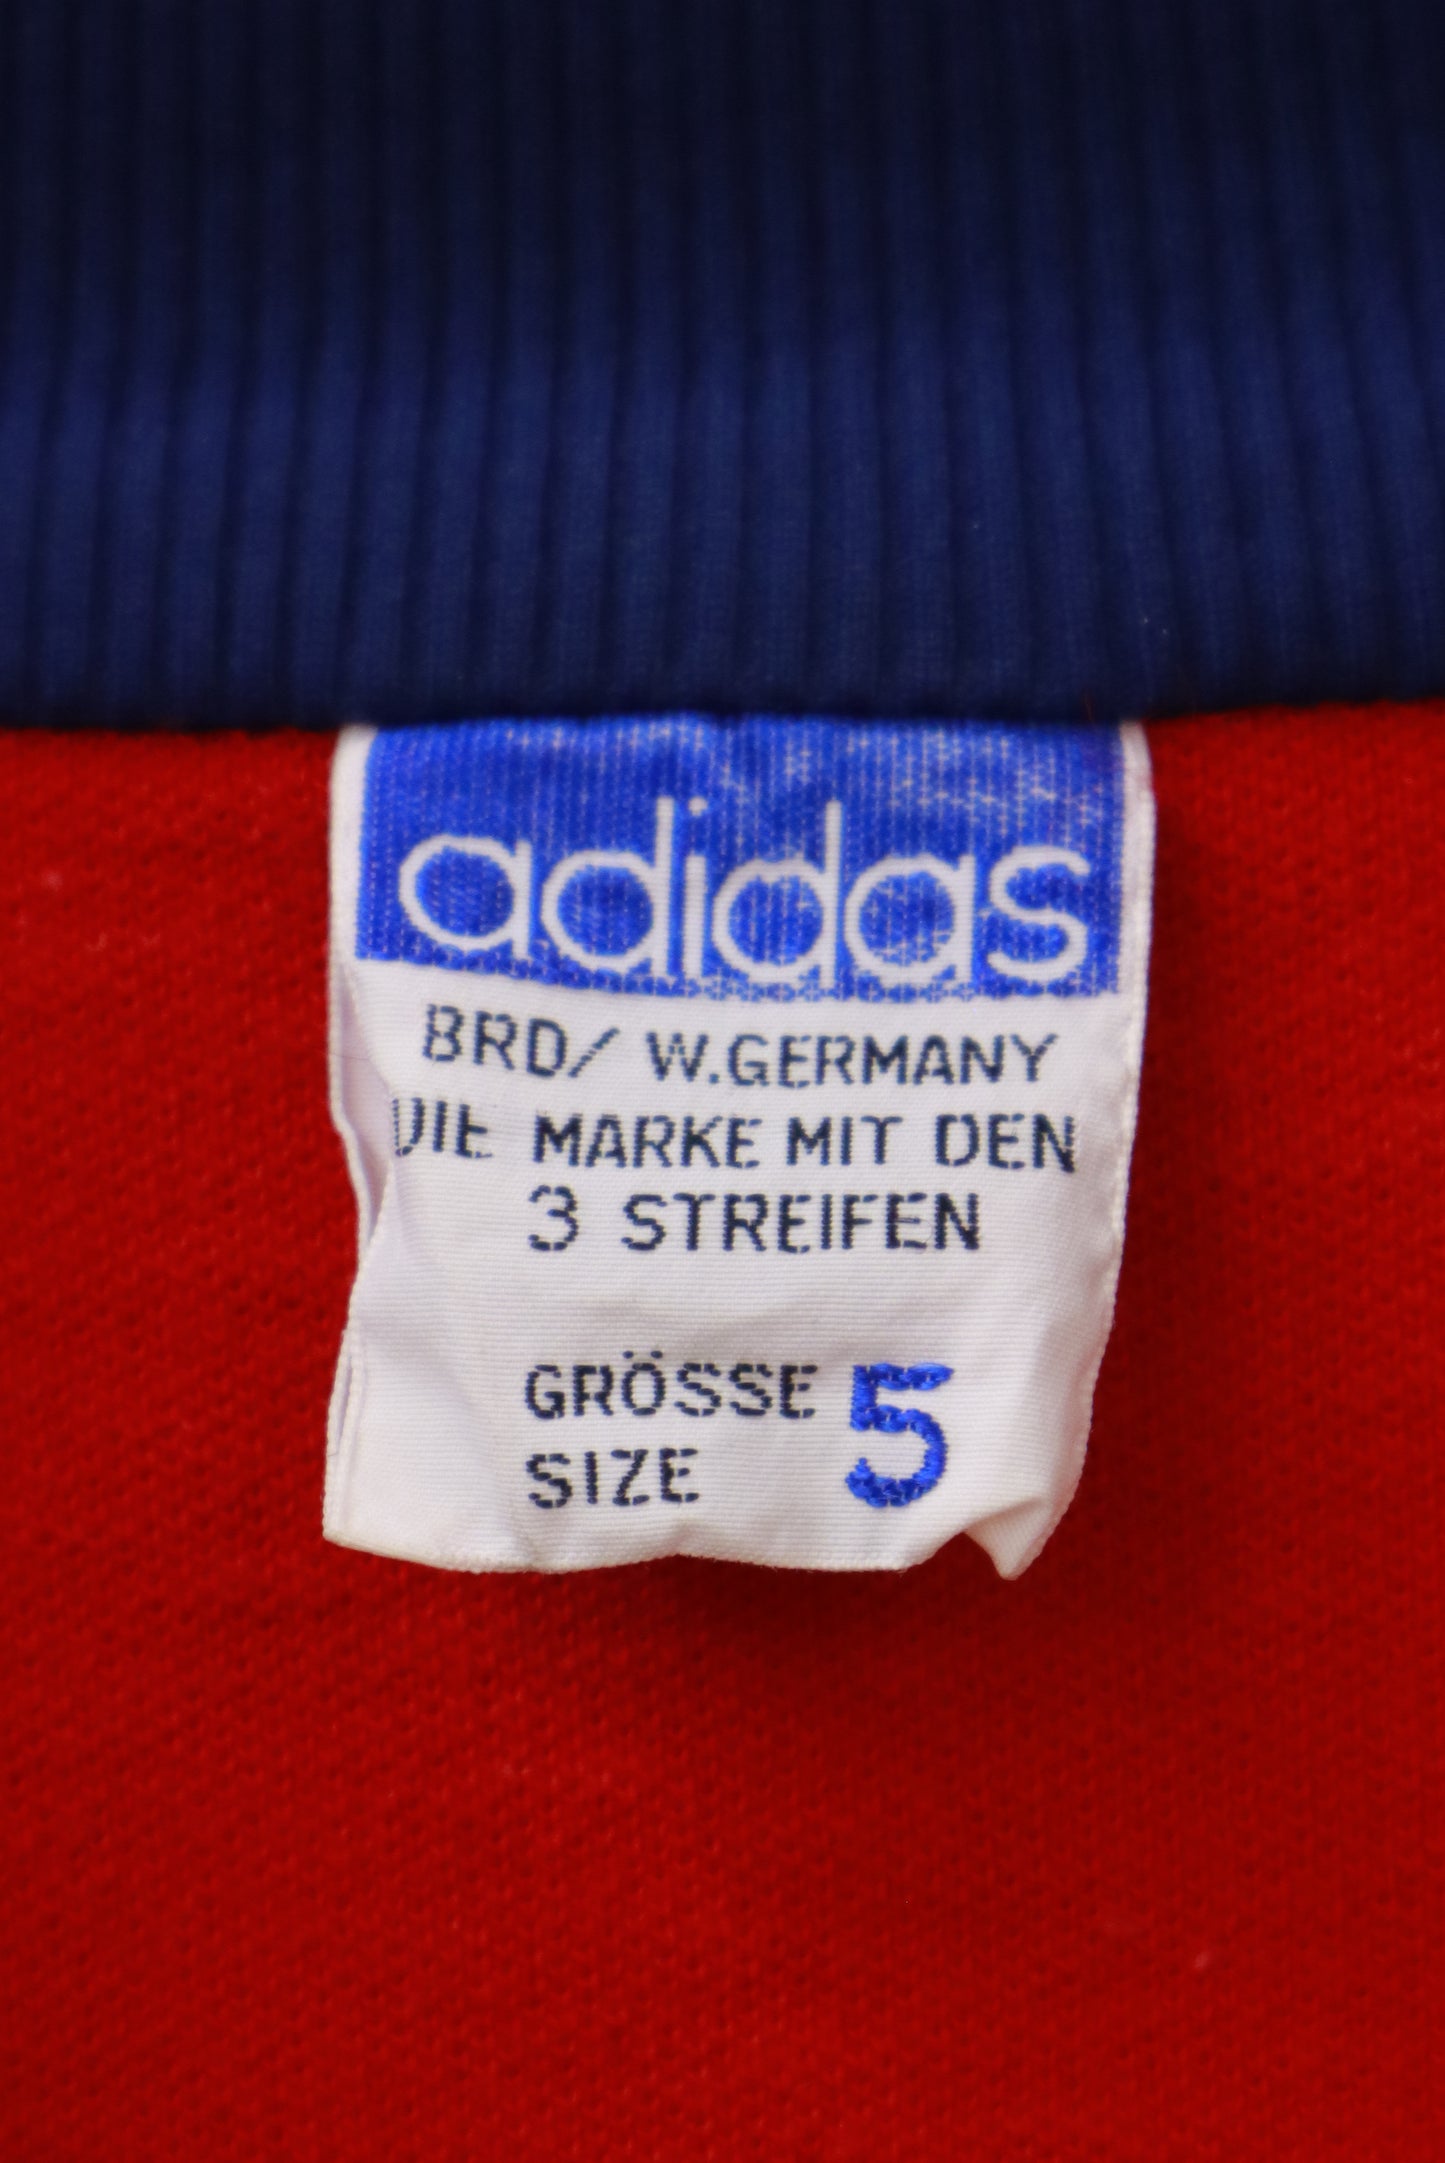 adidas
BRD/ W.GERMANY
DIE MARKE MIT DEN
3 STREIFEN
GRÖSSE 5
SIZE